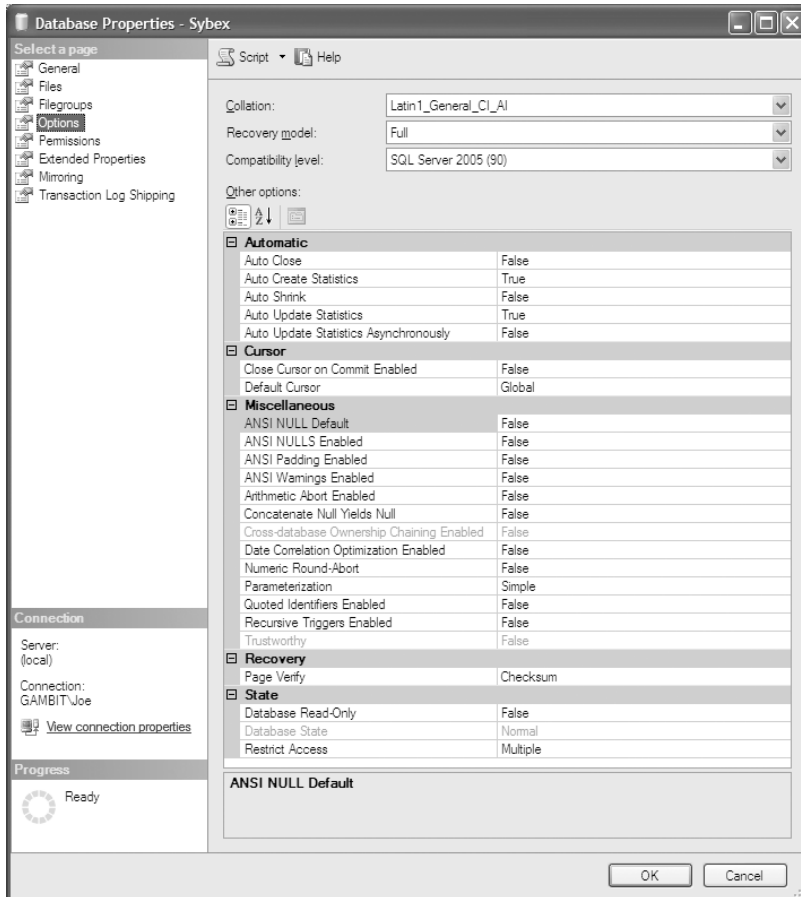 Database Properties - Sybex
Select a page
General
Files
Filegroups
Options
Permissions
Extended Properties
Mirroring
Transaction Log Shipping
Connection
Server:
(local)
Connection:
GAMBIT\Joe
View connection properties
Progress
Ready
Script Help
Collation: Latin1_General_CI_AI
Recovery model: Full
Compatibility level: SQL Server 2005 (90)
Other options:
Automatic
Auto Close False
Auto Create Statistics True
Auto Shrink False
Auto Update Statistics True
Auto Update Statistics Asynchronously False
Cursor
Close Cursor on Commit Enabled False
Default Cursor Global
Miscellaneous
ANSI NULL Default False
ANSI NULLS Enabled False
ANSI Padding Enabled False
ANSI Warnings Enabled False
Arithmetic Abort Enabled False
Concatenate Null Yields Null False
Cross-database Ownership Chaining Enabled False
Date Correlation Optimization Enabled False
Numeric Round-Abort False
Parameterization Simple
Quoted Identifiers Enabled False
Recursive Triggers Enabled False
Trustworthy False
Recovery
Page Verify Checksum
State
Database Read-Only False
Database State Normal
Restrict Access Multiple
ANSI NULL Default
OK Cancel